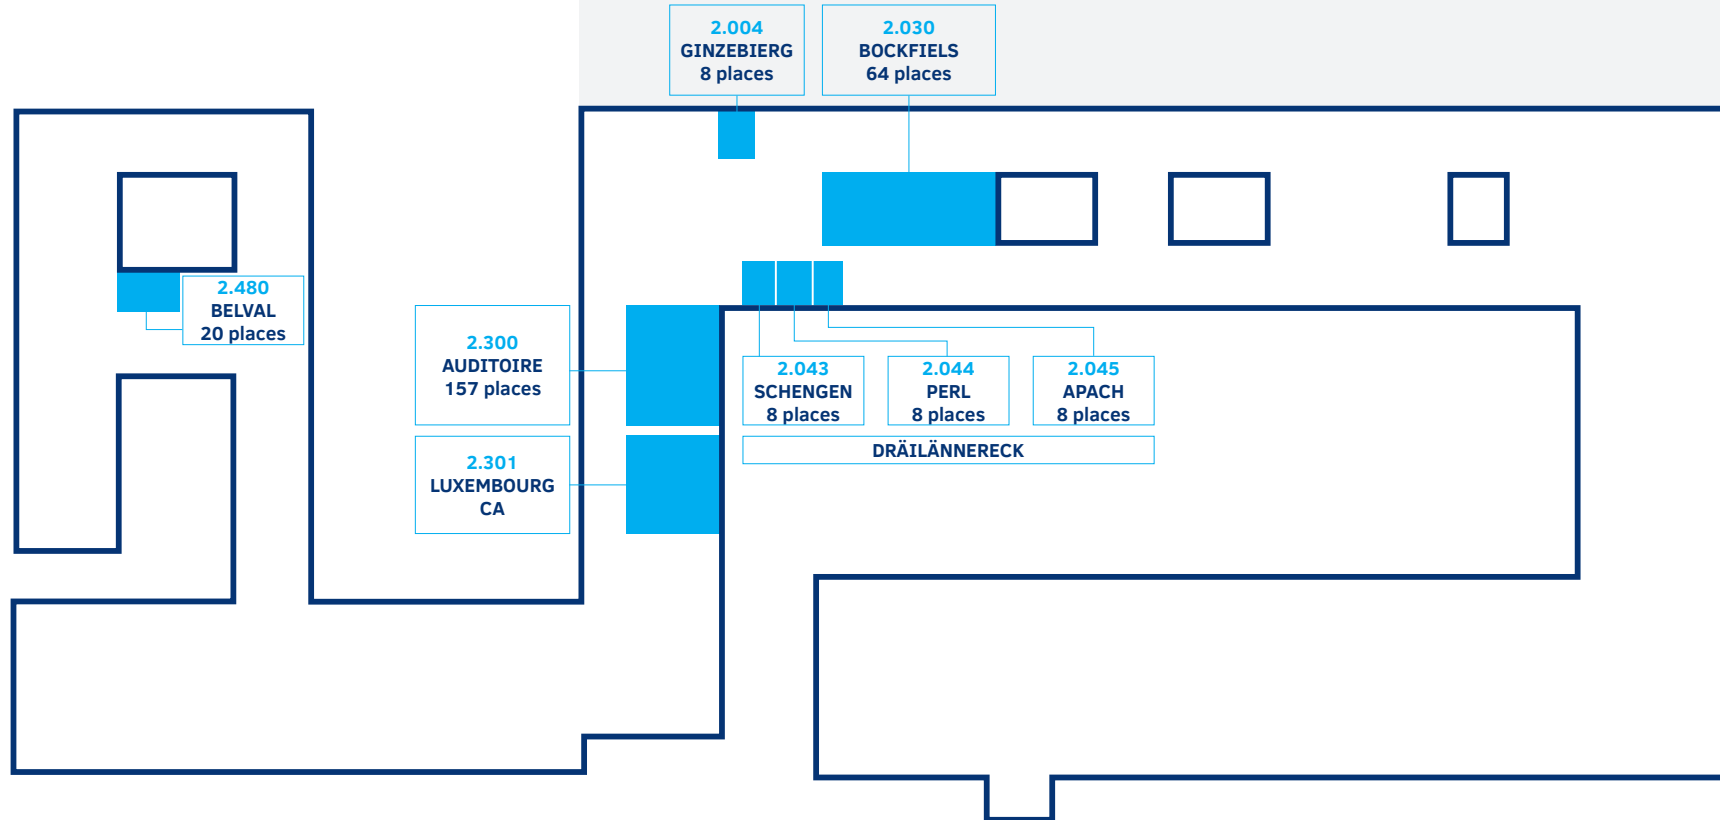 2.004
GINZEBIERG
8 places
2.030
BOCKFIELS
64 places
2.480
BELVAL
20 places
2.300
AUDITOIRE
157 places
2.043
SCHENGEN
8 places
2.044
PERL
8 places
2.045
APACH
8 places
DRÄILÄNNERECK
2.301
LUXEMBOURG
CA